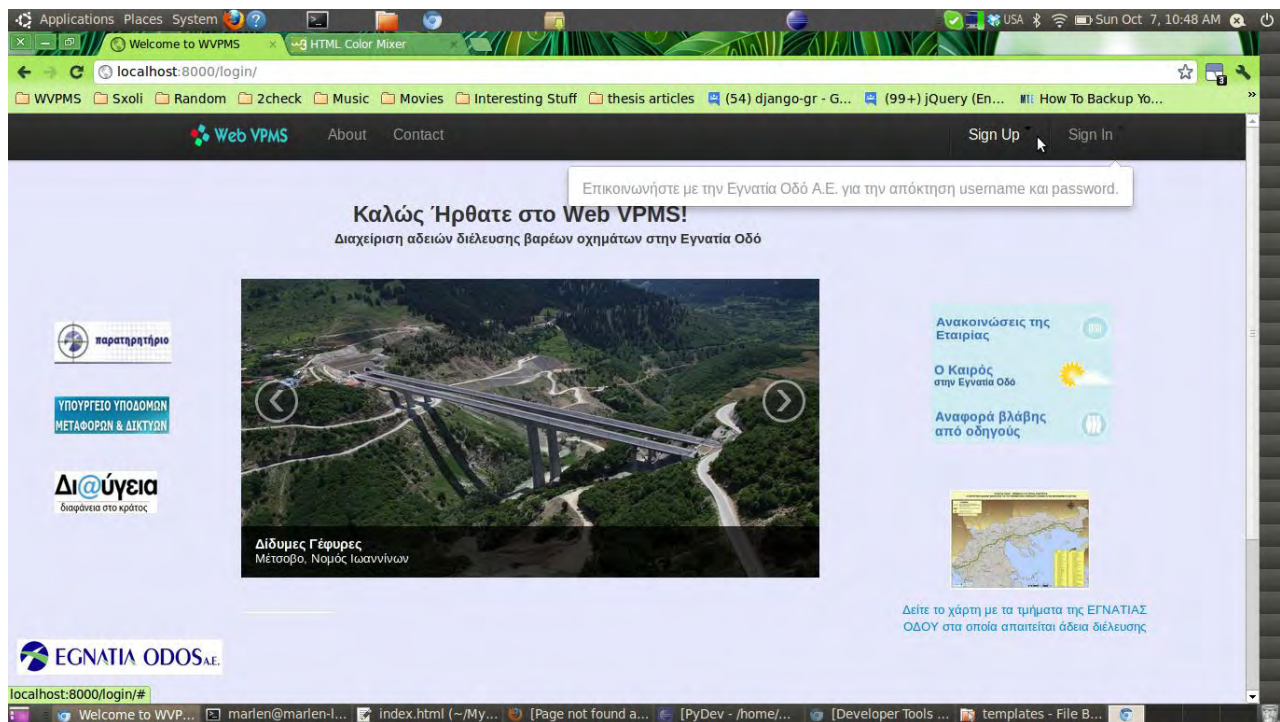 Applications Places System
USA
Sun Oct 7, 10:48 AM
Welcome to WVPMS
HTML Color Mixer
localhost:8000/login/
3
WVPMS
Sxoli
Random
2check
Music
Movies
Interesting Stuff
thesis articles
(54) django-gr - G...
(99+) jQuery (En...
MTE How To Backup Yo...
»
Web VPMS
About
Contact
Sign Up
Sign In
Επικοινωνήστε με την Εγνατία Οδό Α.Ε. για την απόκτηση username και password.
Καλώς Ήρθατε στο Web VPMS!
Διαχείριση αδειών διέλευσης βαρέων οχημάτων στην Εγνατία Οδό
παρατηρητήριο
ΥΠΟΥΡΓΕΙΟ ΥΠΟΔΟΜΩΝ
ΜΕΤΑΦΟΡΩΝ & ΔΙΚΤΥΩΝ
Δι@ύγεια
διαφάνεια στο κράτος
Δίδυμες Γέφυρες
Μέτσοβο, Νομός Ιωαννίνων
Ανακοινώσεις της
Εταιρίας
Ο Καιρός
στην Εγνατία Οδό
Αναφορά βλάβης
από οδηγούς
Δείτε το χάρτη με τα τμήματα της ΕΓΝΑΤΙΑΣ
ΟΔΟΥ στα οποία απαιτείται άδεια διέλευσης
EGNATIA ODOS A.E.
localhost:8000/login/#
Welcome to WVP...
marlen@marlen-l...
index.html (~/My...
[Page not found a...
[PyDev - /home/...
[Developer Tools ...
templates - File B...